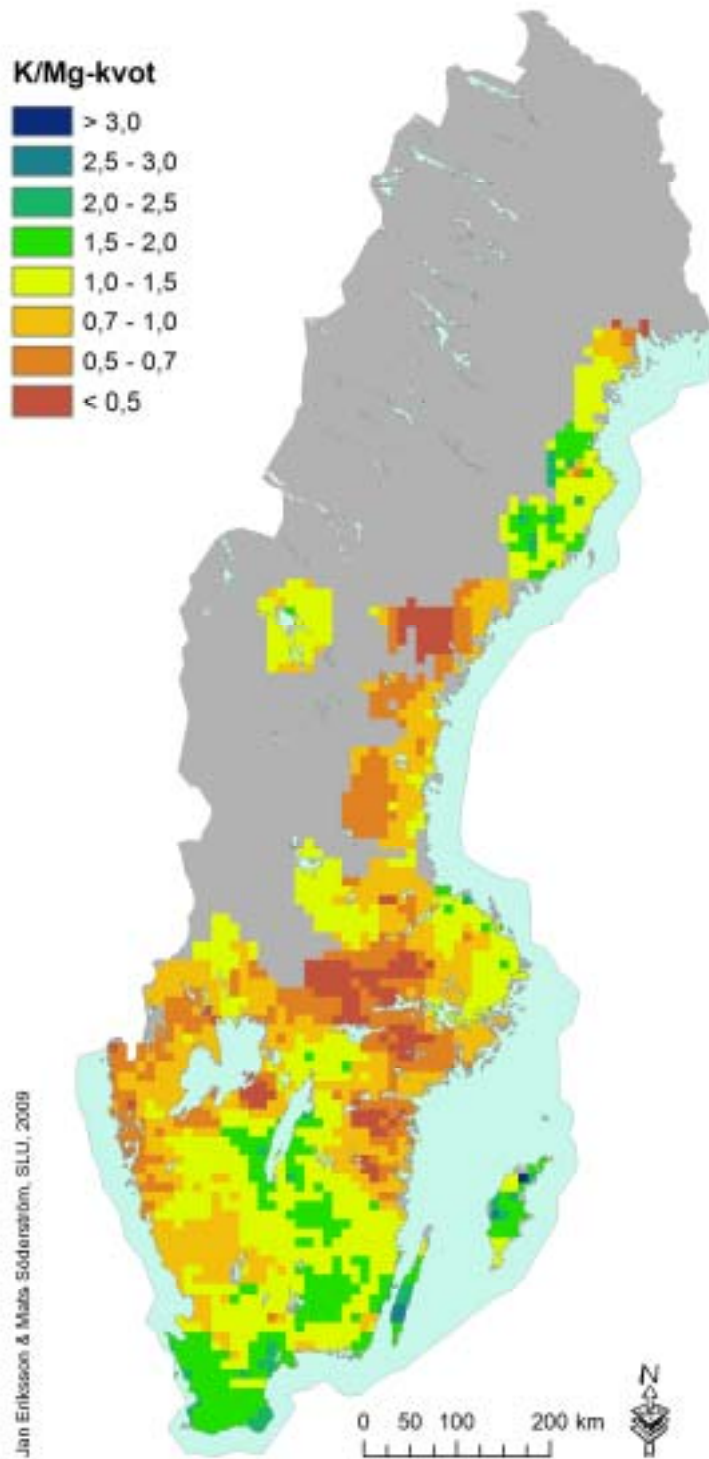 K/Mg-kvot
> 3,0
2,5 - 3,0
2,0 - 2,5
1,5 - 2,0
1,0 - 1,5
0,7 - 1,0
0,5 - 0,7
< 0,5
Jan Eriksson & Mats Söderström, SLU, 2009
N
0 50 100 200 km